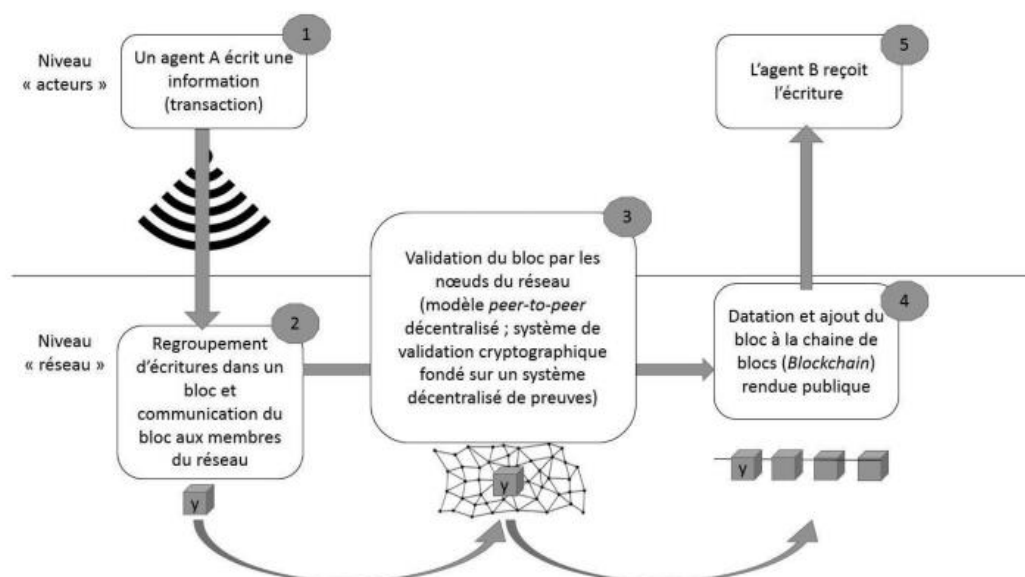 Niveau
« acteurs »
1
Un agent A écrit une
information
(transaction)
5
L'agent B reçoit
l'écriture
3
Validation du bloc par les
nœuds du réseau
(modèle peer-to-peer
décentralisé ; système de
validation cryptographique
fondé sur un système
décentralisé de preuves)
Niveau
« réseau »
2
Regroupement
d'écritures dans un
bloc et
communication du
bloc aux membres
du réseau
4
Datation et ajout du
bloc à la chaine de
blocs (Blockchain)
rendue publique
y
y
y